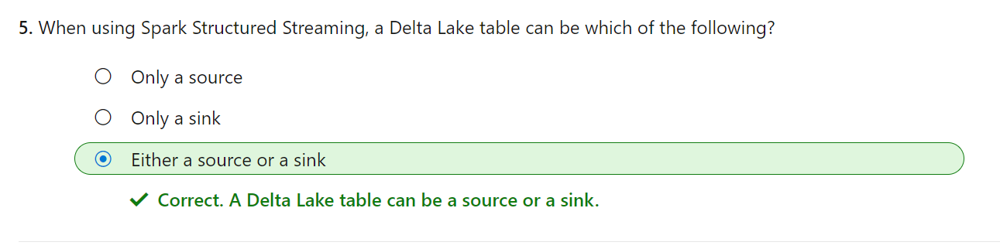 5. When using Spark Structured Streaming, a Delta Lake table can be which of the following?
Only a source
Only a sink
Either a source or a sink
Correct. A Delta Lake table can be a source or a sink.